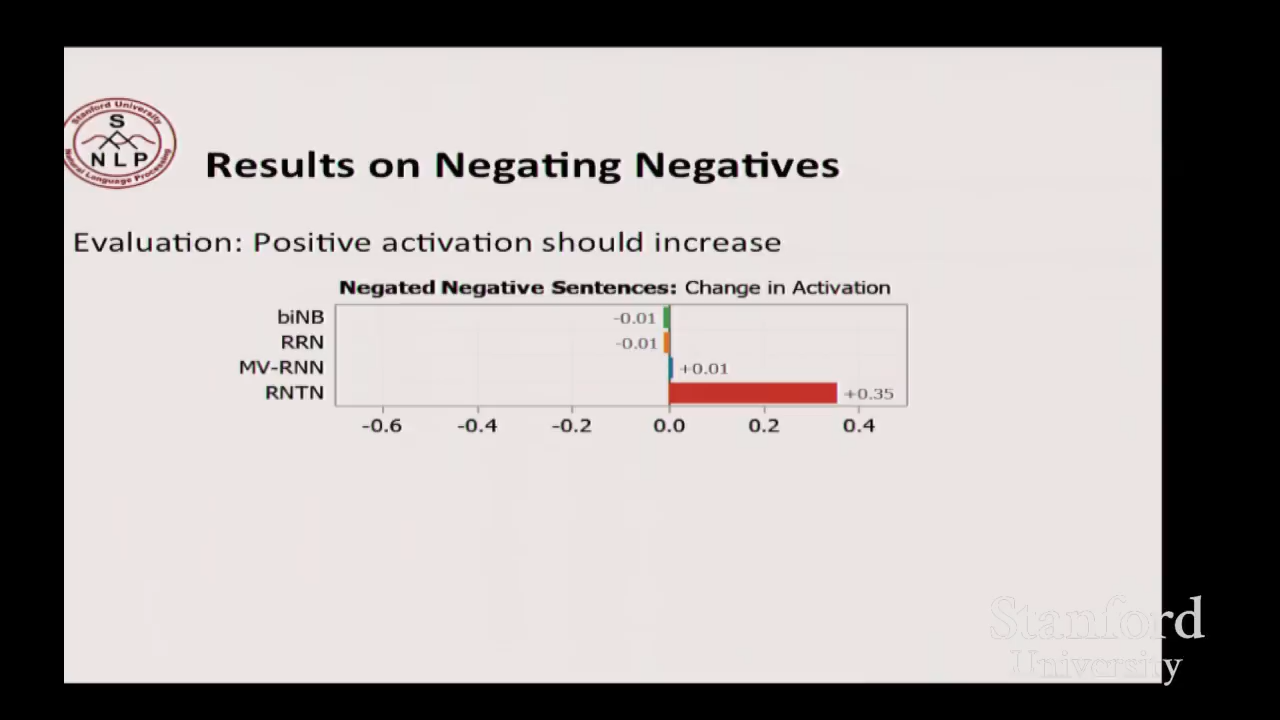 Stanford University
S
NLP
Natural Language Processing
Results on Negating Negatives
Evaluation: Positive activation should increase
Negated Negative Sentences: Change in Activation
biNB -0.01
RRN -0.01
MV-RNN +0.01
RNTN +0.35
-0.6 -0.4 -0.2 0.0 0.2 0.4
Stanford
University